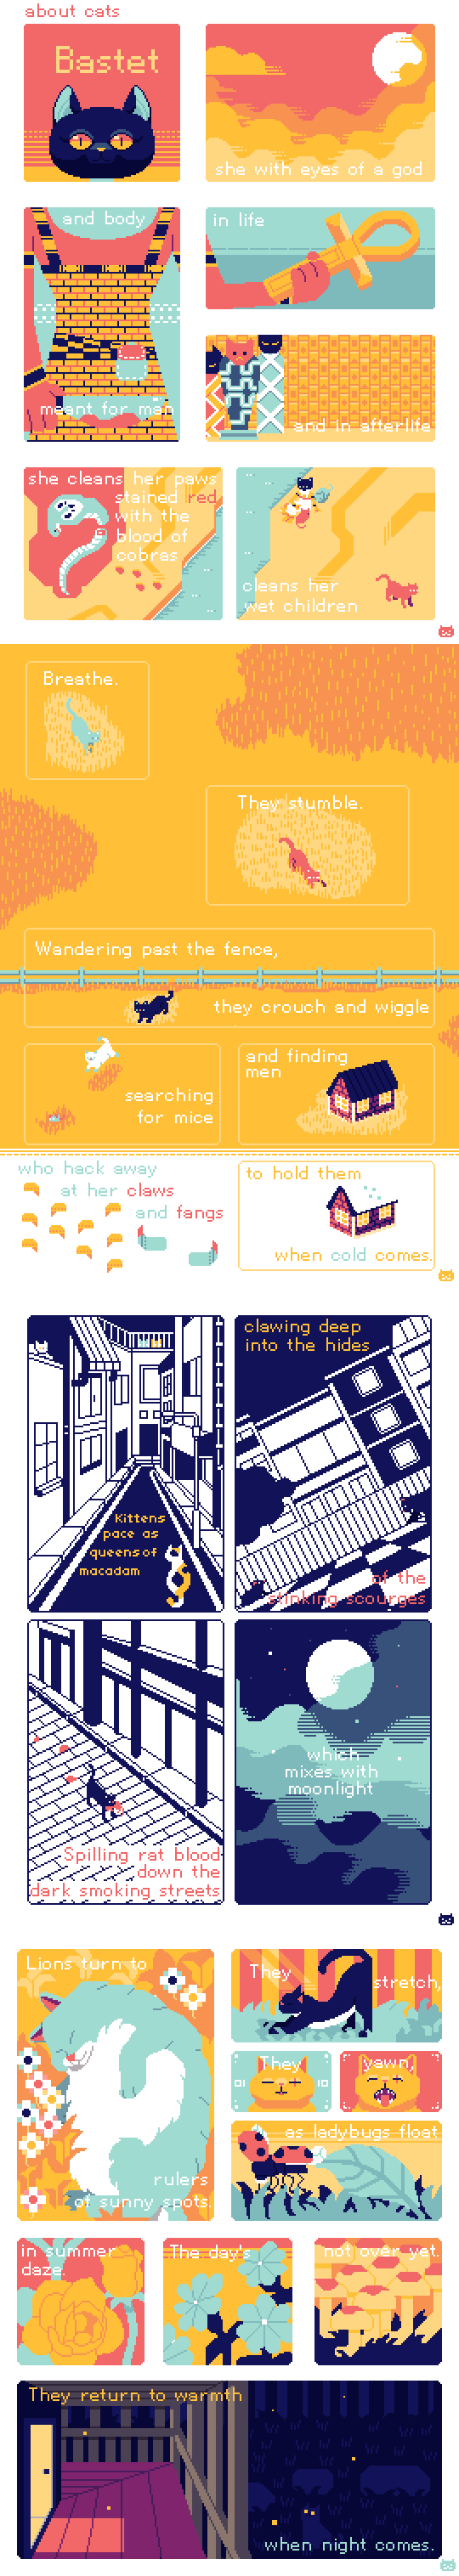 about cats
Bastet
she with eyes of a god
and body
meant for man
in life
and in afterlife
she cleans her paws
stained red
with the
blood of
cobras
cleans her
wet children
Breathe.
They stumble.
Wandering past the fence,
they crouch and wiggle
searching
for mice
and finding
men
who hack away
at her claws
and fangs
to hold them
when cold comes.
Kittens
pace as
queens of
macadam
clawing deep
into the hides
of the
stinking scourges
Spilling rat blood
down the
dark smoking streets
which
mixes with
moonlight
Lions turn to
rulers
of sunny spots.
They
stretch,
They
yawn,
as ladybugs float
in summer
daze.
The day's
not over yet.
They return to warmth
when night comes.